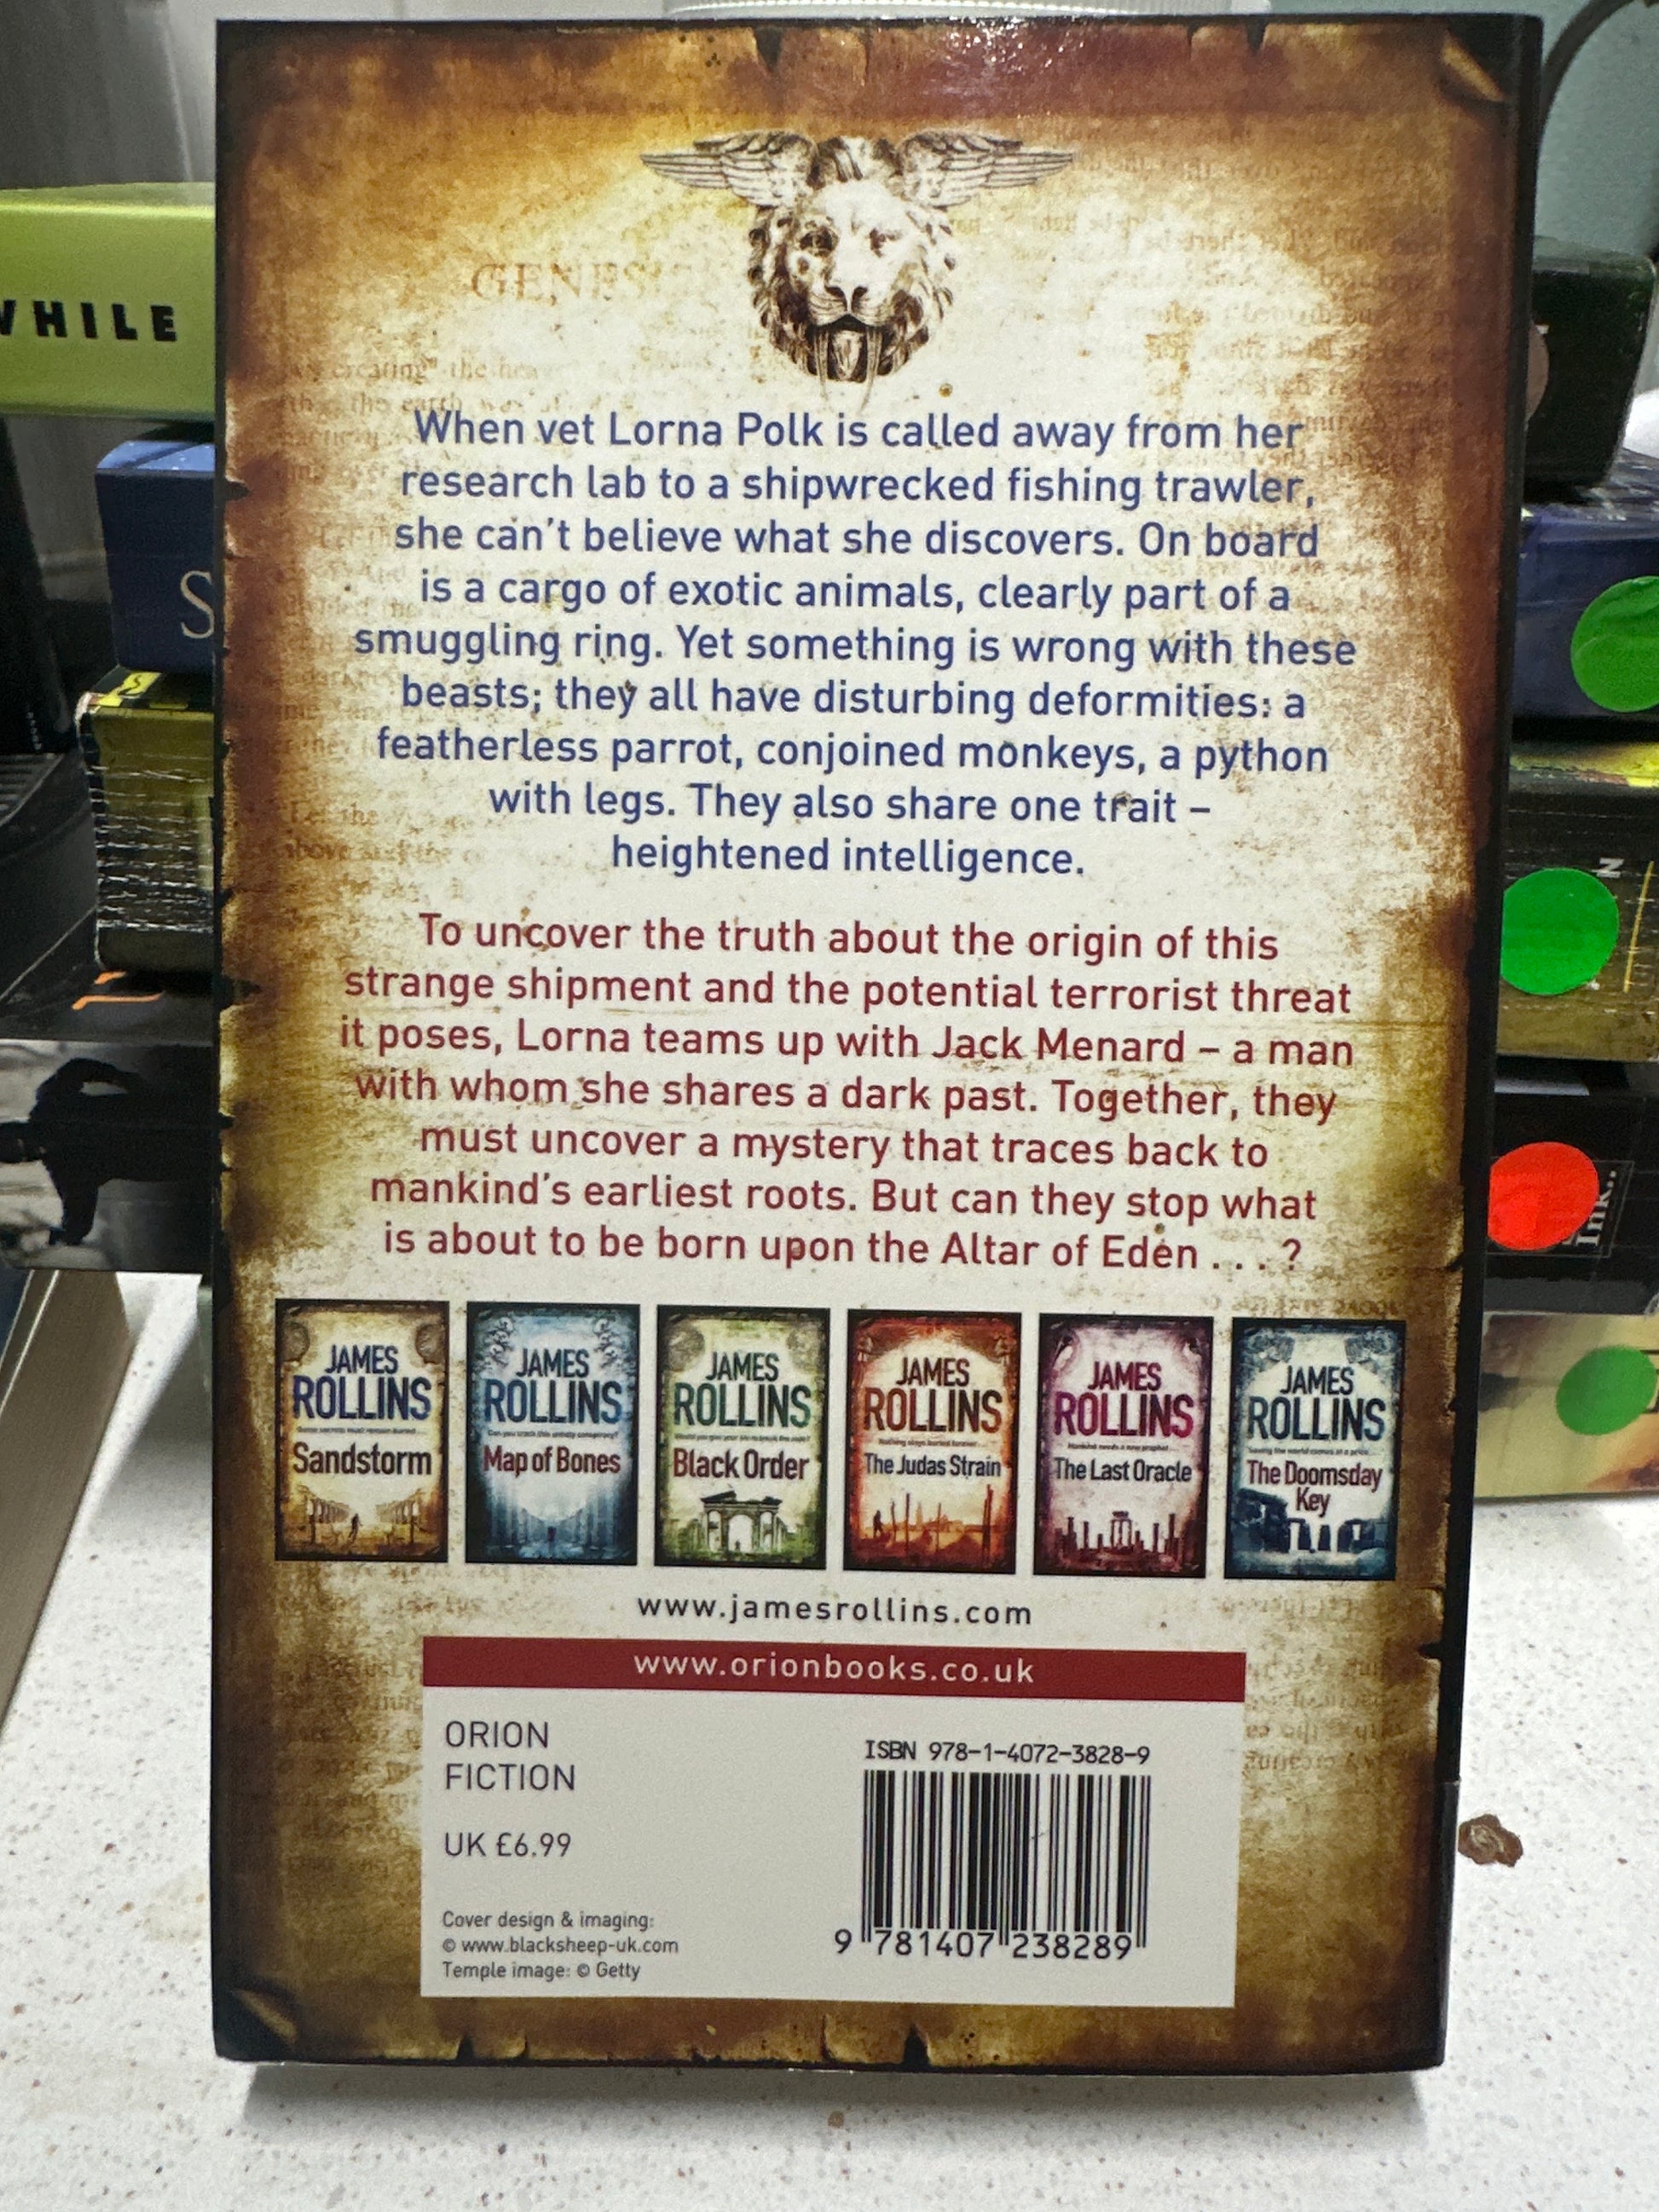 WHILE
S
GENESIS
creating the
the earth
When vet Lorna Polk is called away from her
research lab to a shipwrecked fishing trawler,
she can't believe what she discovers. On board
is a cargo of exotic animals, clearly part of a
smuggling ring. Yet something is wrong with these
beasts; they all have disturbing deformities: a
featherless parrot, conjoined monkeys, a python
with legs. They also share one trait –
heightened intelligence.
To uncover the truth about the origin of this
strange shipment and the potential terrorist threat
it poses, Lorna teams up with Jack Menard – a man
with whom she shares a dark past. Together, they
must uncover a mystery that traces back to
mankind's earliest roots. But can they stop what
is about to be born upon the Altar of Eden . . . ?
JAMES
ROLLINS
Sandstorm
JAMES
ROLLINS
Map of Bones
JAMES
ROLLINS
Black Order
JAMES
ROLLINS
The Judas Strain
JAMES
ROLLINS
The Last Oracle
JAMES
ROLLINS
The Doomsday
Key
www.jamesrollins.com
www.orionbooks.co.uk
ORION
FICTION
UK £6.99
Cover design & imaging:
© www.blacksheep-uk.com
Temple image: © Getty
ISBN 978-1-4072-3828-9
9 781407 238289
Ink..